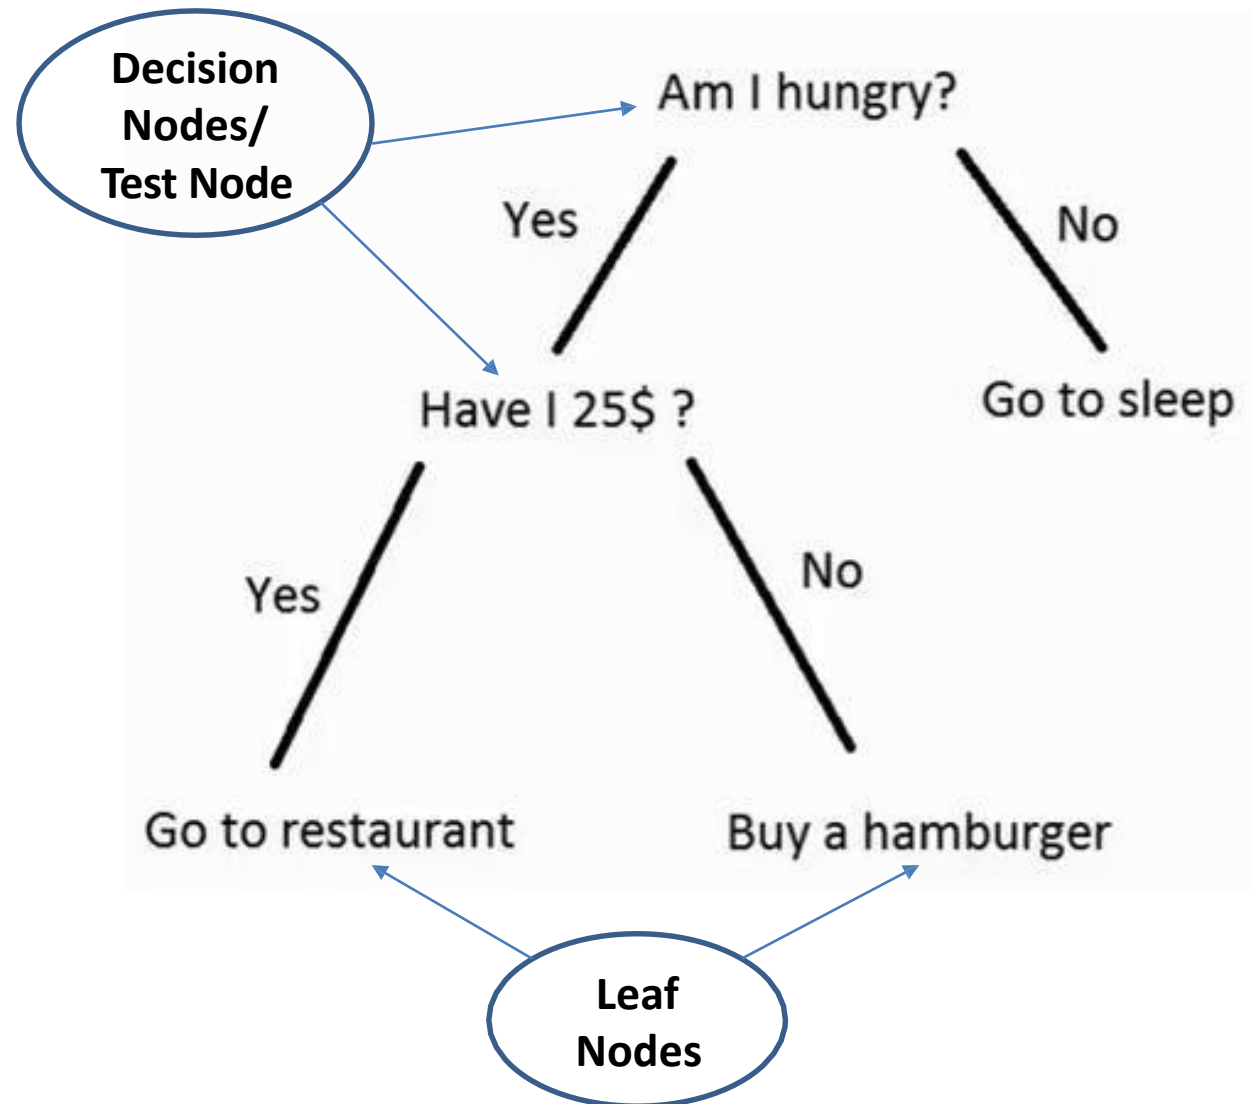 Decision
Nodes/
Test Node
Am I hungry?
Yes
No
Have I 25$ ?
Go to sleep
Yes
No
Go to restaurant
Buy a hamburger
Leaf
Nodes